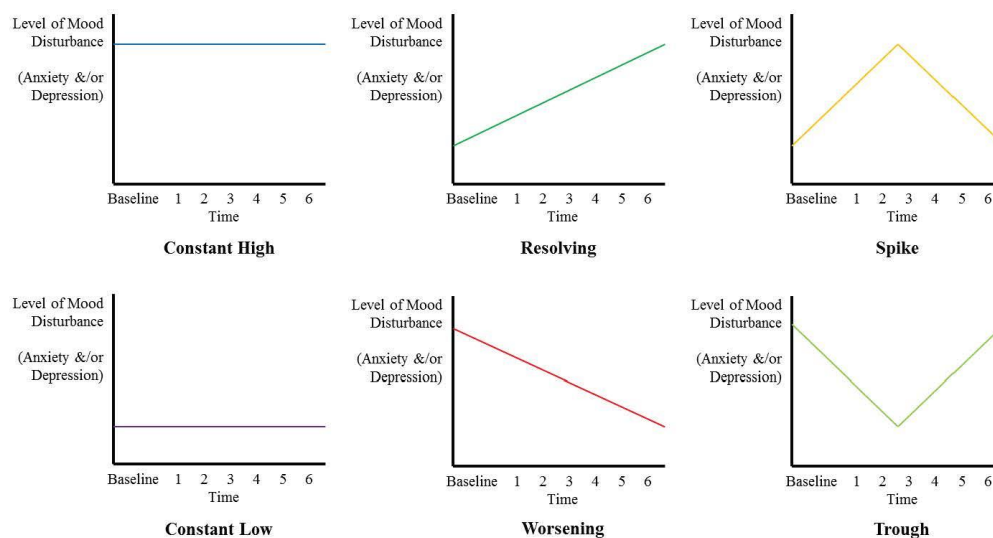 Level of Mood
Disturbance
(Anxiety &/or
Depression)
Baseline 1 2 3 4 5 6
Time
Constant High
Level of Mood
Disturbance
(Anxiety &/or
Depression)
Baseline 1 2 3 4 5 6
Time
Resolving
Level of Mood
Disturbance
(Anxiety &/or
Depression)
Baseline 1 2 3 4 5 6
Time
Spike
Level of Mood
Disturbance
(Anxiety &/or
Depression)
Baseline 1 2 3 4 5 6
Time
Constant Low
Level of Mood
Disturbance
(Anxiety &/or
Depression)
Baseline 1 2 3 4 5 6
Time
Worsening
Level of Mood
Disturbance
(Anxiety &/or
Depression)
Baseline 1 2 3 4 5 6
Time
Trough